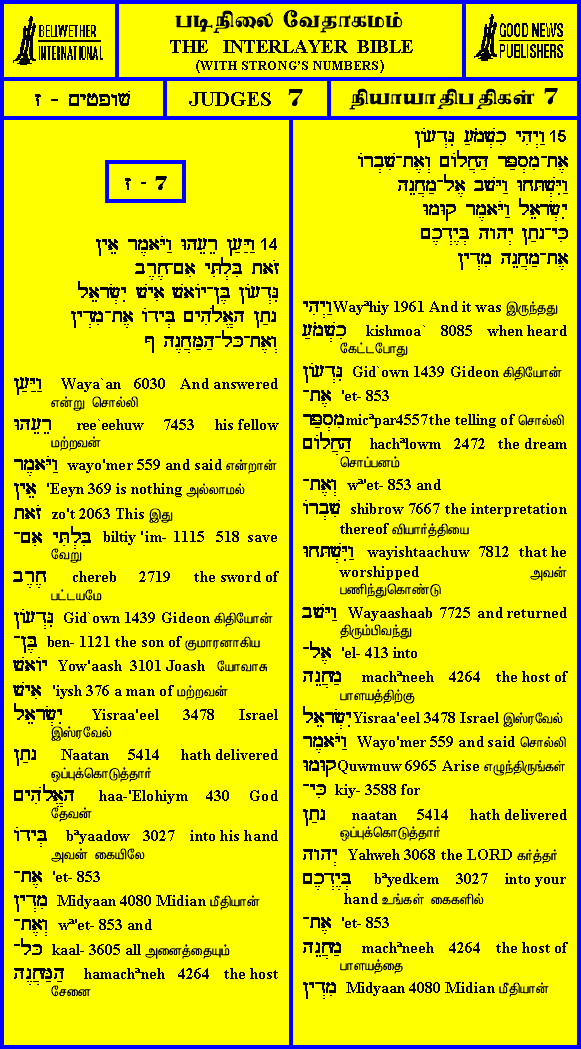 BELLWETHER
INTERNATIONAL
படிநிலை வேதாகமம்
THE INTERLAYER BIBLE
(WITH STRONG'S NUMBERS)
GOOD NEWS
PUBLISHERS
שופטים - ז
JUDGES 7
நியாயாதிபதிகள் 7
ז - 7
14 וַיַּעַן רֵעֵהוּ וַיֹּאמֶר אֵין
זֹאת בִּלְתִּי אִם־חֶרֶב
גִּדְעוֹן בֶּן־יוֹאָשׁ אִישׁ יִשְׂרָאֵל
נָתַן הָאֱלֹהִים בְּיָדוֹ אֶת־מִדְיָן
וְאֶת־כָּל־הַמַּחֲנֶה ף
וַיַּעַן Waya`an 6030 And answered
என்று சொல்லி
רֵעֵהוּ ree`eehuw 7453 his fellow
மற்றவன்
וַיֹּאמֶר wayo'mer 559 and said என்றான்
אֵין 'Eeyn 369 is nothing அல்லாமல்
זֹאת zo't 2063 This இது
בִּלְתִּי אִם־ biltiy 'im- 1115 518 save
வேறு
חֶרֶב chereb 2719 the sword of
பட்டயமே
גִּדְעוֹן Gid`own 1439 Gideon கிதியோன்
בֶּן־ ben- 1121 the son of குமாரனாகிய
יוֹאָשׁ Yow'aash 3101 Joash யோவாசு
אִישׁ 'iysh 376 a man of மற்றவன்
יִשְׂרָאֵל Yisraa'eel 3478 Israel
இஸ்ரவேல்
נָתַן Naatan 5414 hath delivered
ஒப்புக்கொடுத்தார்
הָאֱלֹהִים haa-'Elohiym 430 God
தேவன்
בְּיָדוֹ bªyaadow 3027 into his hand
அவன் கையிலே
אֶת־ 'et- 853
מִדְיָן Midyaan 4080 Midian மீதியான்
וְאֶת־ wª'et- 853 and
כָּל־ kaal- 3605 all அனைத்தையும்
הַמַּחֲנֶה hamachªneh 4264 the host
சேனை
15 וַיְהִי כִשְׁמֹעַ גִּדְעוֹן
אֶת־מִסְפַּר הַחֲלוֹם וְאֶת־שִׁבְרוֹ
וַיִּשְׁתָּחוּ וַיָּשָׁב אֶל־מַחֲנֵה
יִשְׂרָאֵל וַיֹּאמֶר קוּמוּ
כִּי־נָתַן יְהוָה בְּיֶדְכֶם
אֶת־מַחֲנֵה מִדְיָן
וַיְהִי Wayªhiy 1961 And it was இருந்தது
כִשְׁמֹעַ kishmoa` 8085 when heard
கேட்டபோது
גִּדְעוֹן Gid`own 1439 Gideon கிதியோன்
אֶת־ 'et- 853
מִסְפַּר micªpar4557the telling of சொல்லி
הַחֲלוֹם hachªlowm 2472 the dream
சொப்பனம்
וְאֶת־ wª'et- 853 and
שִׁבְרוֹ shibrow 7667 the interpretation
thereof வியார்த்தியை
וַיִּשְׁתָּחוּ wayishtaachuw 7812 that he
worshipped அவன்
பணிந்துகொண்டு
וַיָּשָׁב Wayaashaab 7725 and returned
திரும்பிவந்து
אֶל־ 'el- 413 into
מַחֲנֵה machªneeh 4264 the host of
பாளயத்திற்கு
יִשְׂרָאֵל Yisraa'eel 3478 Israel இஸ்ரவேல்
וַיֹּאמֶר Wayo'mer 559 and said சொல்லி
קוּמוּ Quwmuw 6965 Arise எழுந்திருங்கள்
כִּי־ kiy- 3588 for
נָתַן naatan 5414 hath delivered
ஒப்புக்கொடுத்தார்
יְהוָה Yahweh 3068 the LORD கர்த்தர்
בְּיֶדְכֶם bªyedkem 3027 into your
hand உங்கள் கைகளில்
אֶת־ 'et- 853
מַחֲנֵה machªneeh 4264 the host of
பாளயத்தை
מִדְיָן Midyaan 4080 Midian மீதியான்